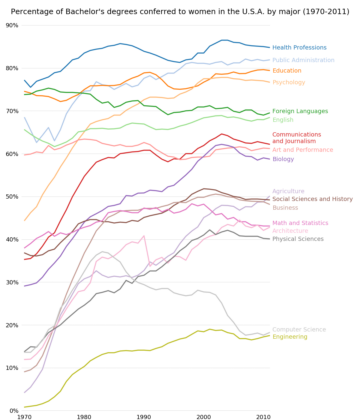 Percentage of Bachelor's degrees conferred to women in the U.S.A. by major (1970-2011)
90%
80%
70%
60%
50%
40%
30%
20%
10%
0%
Health Professions
Public Administration
Education
Psychology
Foreign Languages
English
Communications
and Journalism
Art and Performance
Biology
Agriculture
Social Sciences and History
Business
Math and Statistics
Architecture
Physical Sciences
Computer Science
Engineering
1970
1980
1990
2000
2010